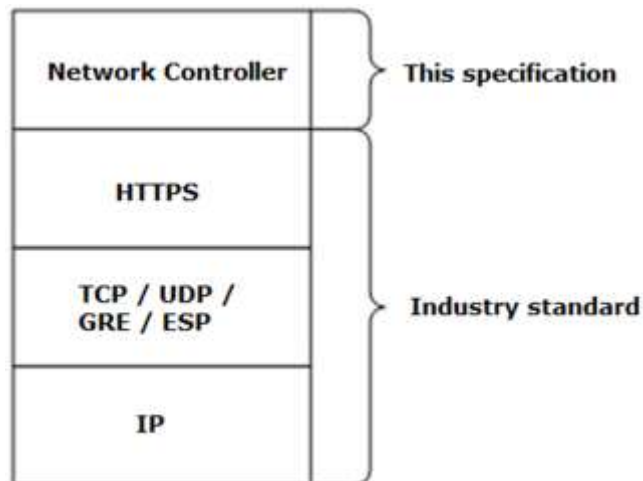 Network Controller
This specification
HTTPS
TCP / UDP /
GRE / ESP
Industry standard
IP